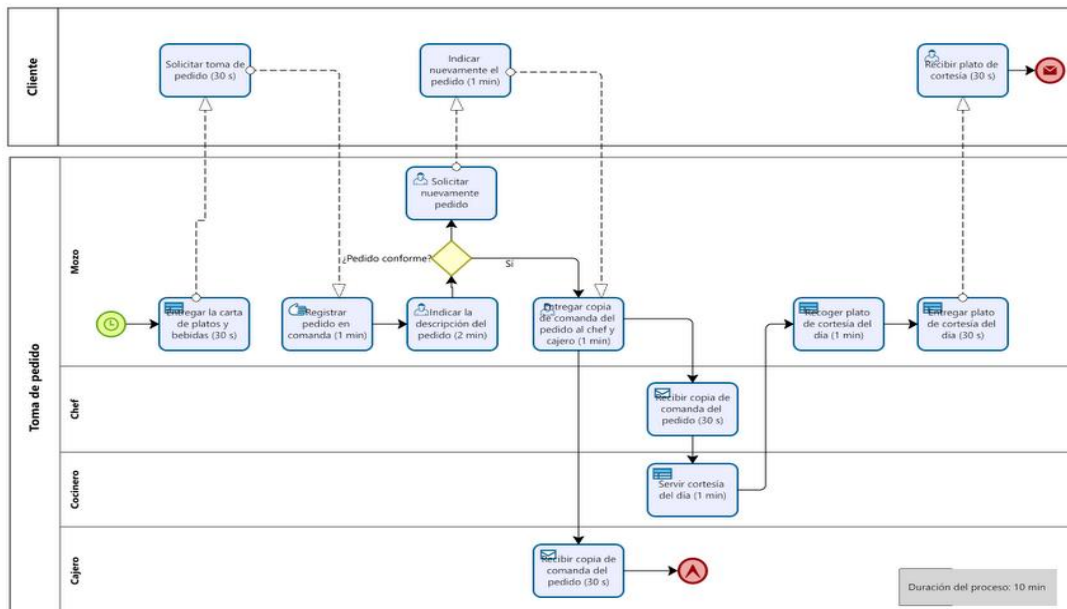 Cliente
Solicitar toma de
pedido (30 s)
Indicar
nuevamente el
pedido (1 min)
Recibir plato de
cortesía (30 s)
Toma de pedido
Mozo
Solicitar
nuevamente
pedido
¿Pedido conforme?
Sí
Entregar la carta
de platos y
bebidas (30 s)
Registrar
pedido en
comanda (1 min)
Indicar la
descripción del
pedido (2 min)
Entregar copia
de comanda del
pedido al chef y
cajero (1 min)
Recoger plato
de cortesía del
día (1 min)
Entregar plato
de cortesía del
día (30 s)
Chef
Recibir copia de
comanda del
pedido (30 s)
Cocinero
Servir cortesía
del día (1 min)
Cajero
Recibir copia de
comanda del
pedido (30 s)
Duración del proceso: 10 min